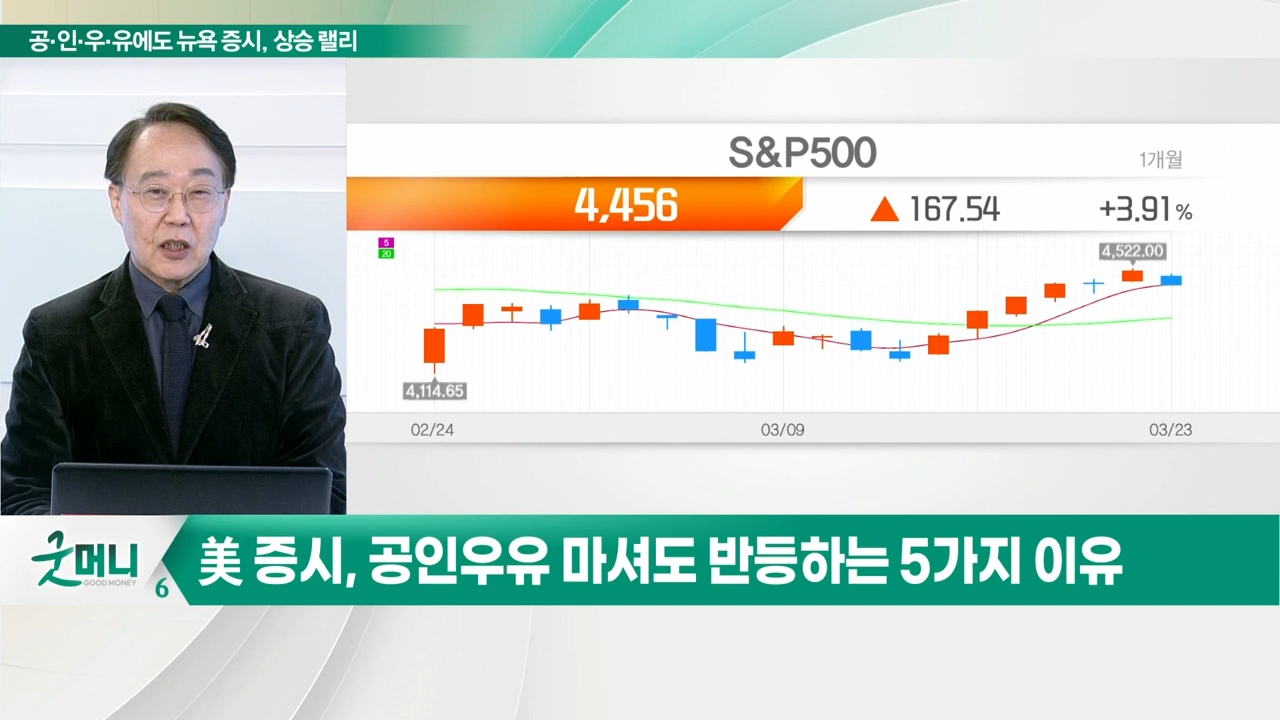 공·인·우·유에도 뉴욕 증시, 상승 랠리
S&P500
1개월
4,456
▲ 167.54
+3.91%
5
20
4,522.00
4,114.65
02/24
03/09
03/23
굿머니
GOOD MONEY
6
美 증시, 공인우유 마셔도 반등하는 5가지 이유